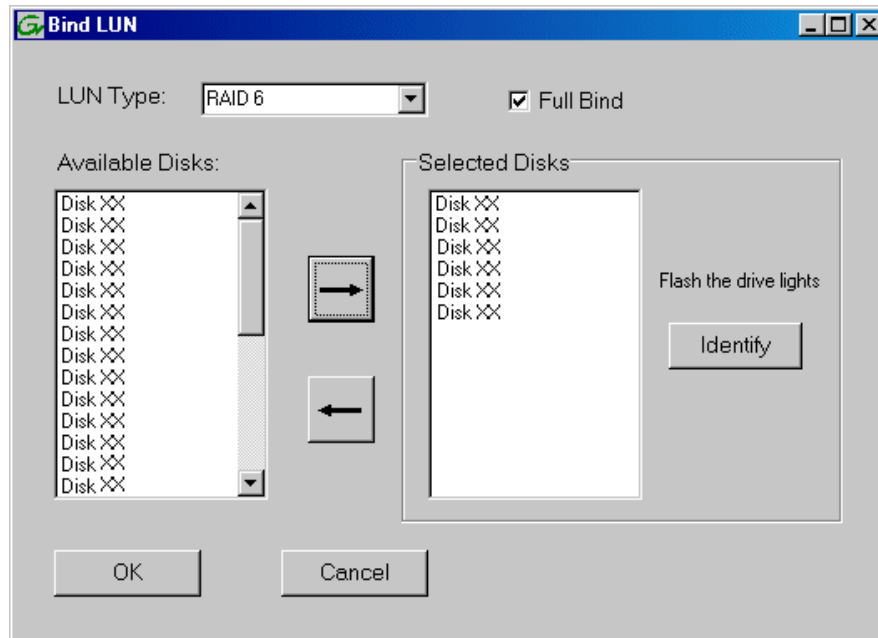 Bind LUN
LUN Type:
RAID 6
Full Bind
Available Disks:
Disk XX
Disk XX
Disk XX
Disk XX
Disk XX
Disk XX
Disk XX
Disk XX
Disk XX
Disk XX
Disk XX
Disk XX
Disk XX
Disk XX
Selected Disks
Disk XX
Disk XX
Disk XX
Disk XX
Disk XX
Disk XX
Flash the drive lights
Identify
OK
Cancel